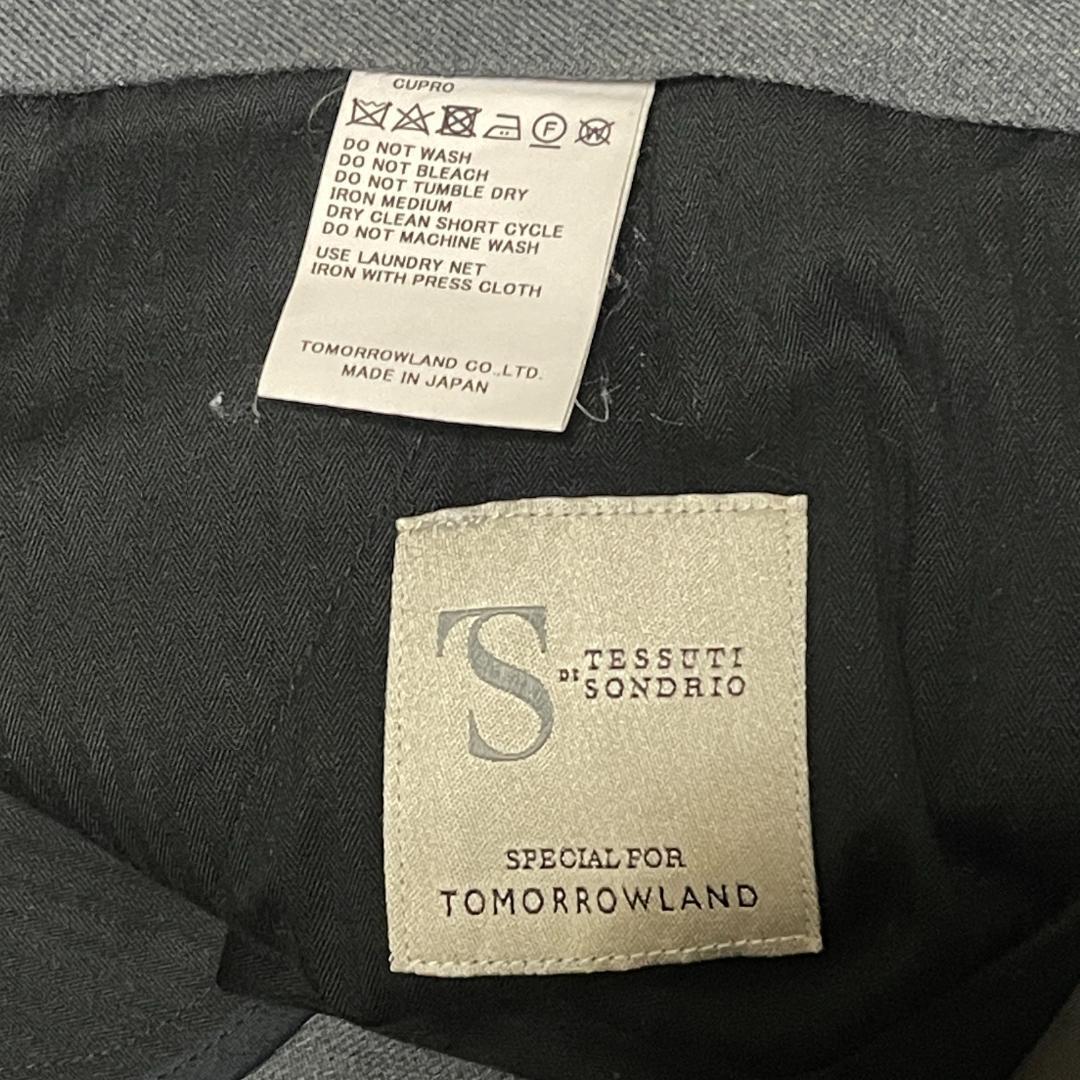 CUPRO
F
W
DO NOT WASH
DO NOT BLEACH
DO NOT TUMBLE DRY
IRON MEDIUM
DRY CLEAN SHORT CYCLE
DO NOT MACHINE WASH
USE LAUNDRY NET
IRON WITH PRESS CLOTH
TOMORROWLAND CO.,LTD.
MADE IN JAPAN
TS
DI TESSUTI
SONDRIO
SPECIAL FOR
TOMORROWLAND